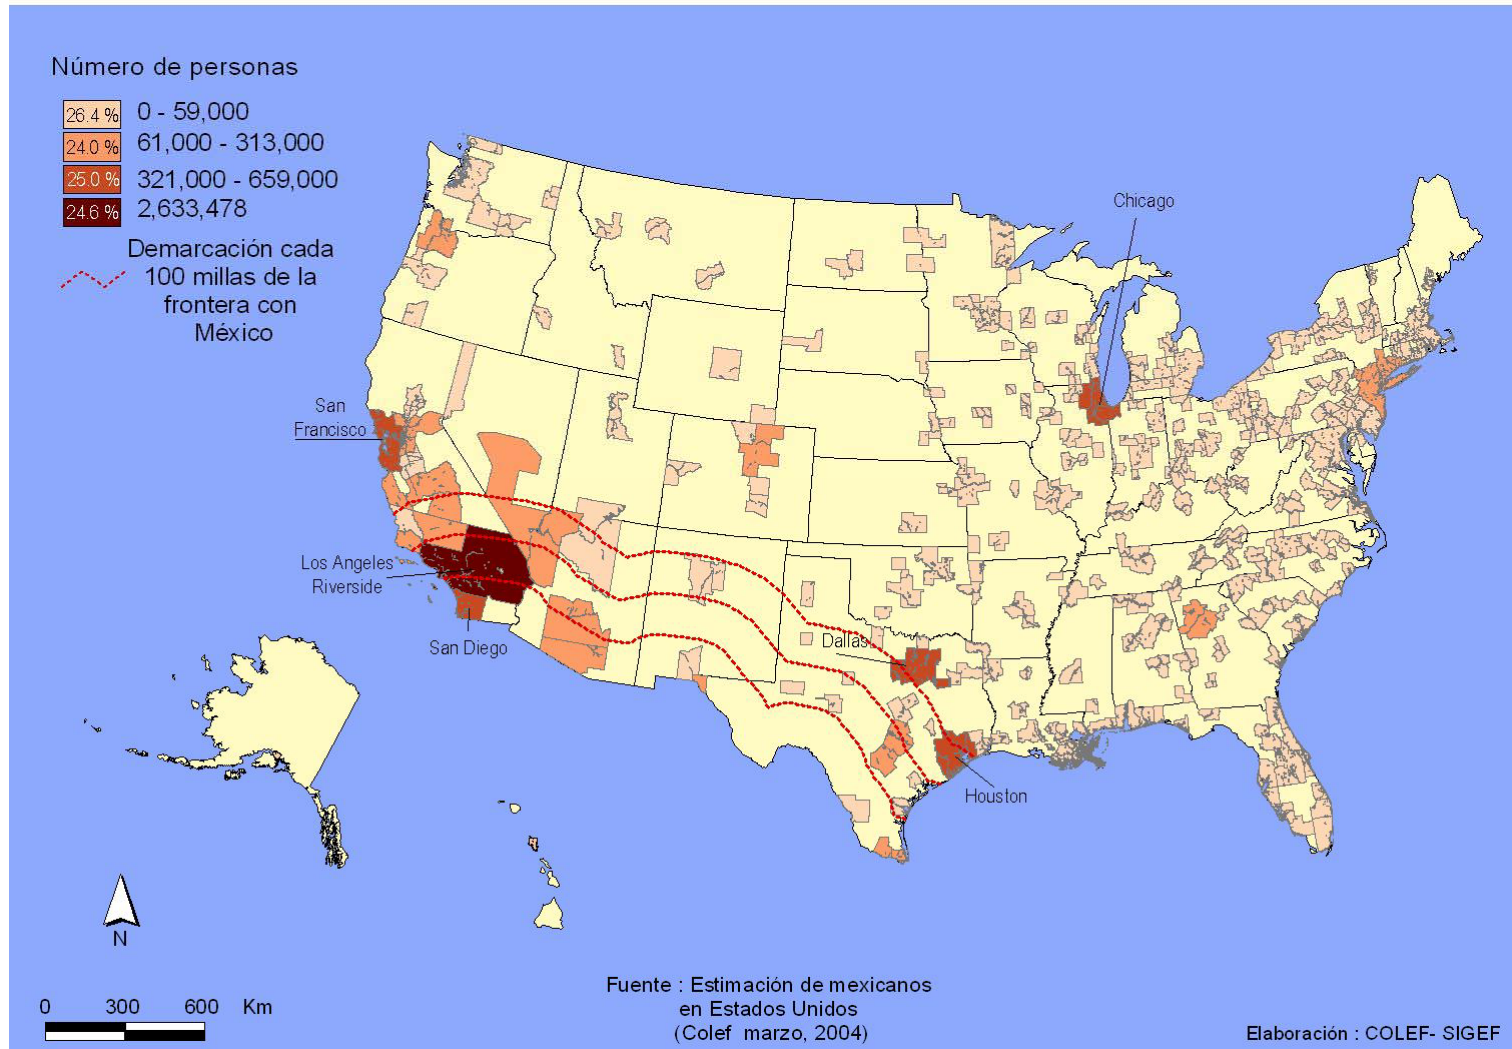 Número de personas
26.4 % 0 - 59,000
24.0 % 61,000 - 313,000
25.0 % 321,000 - 659,000
24.6 % 2,633,478
Demarcación cada
100 millas de la
frontera con
México
Chicago
San
Francisco
Los Angeles
Riverside
San Diego
Dallas
Houston
N
0 300 600 Km
Fuente : Estimación de mexicanos
en Estados Unidos
(Colef marzo, 2004)
Elaboración : COLEF- SIGEF